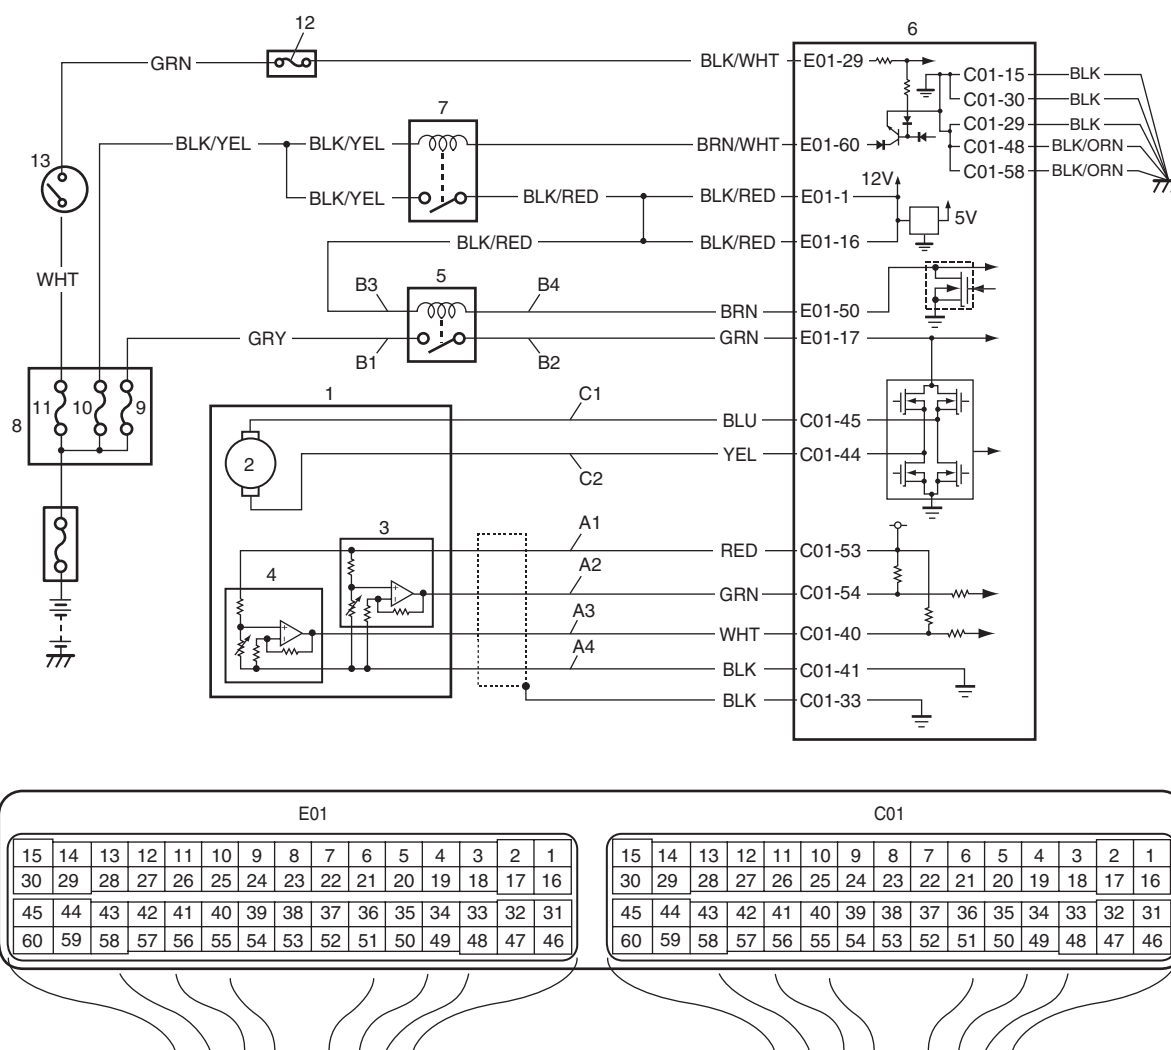 12
6
GRN
BLK/WHT
E01-29
C01-15
BLK
C01-30
BLK
7
C01-29
BLK
BLK/YEL
BLK/YEL
BRN/WHT
E01-60
C01-48
BLK/ORN
13
C01-58
BLK/ORN
12V
BLK/YEL
BLK/RED
BLK/RED
E01-1
5V
BLK/RED
BLK/RED
E01-16
WHT
B3
5
B4
BRN
E01-50
GRY
GRN
E01-17
B1
B2
1
C1
11
10
9
8
BLU
C01-45
2
YEL
C01-44
C2
3
A1
RED
C01-53
4
A2
+
-
GRN
C01-54
A3
+
-
WHT
C01-40
A4
BLK
C01-41
BLK
C01-33
E01
C01
15 14 13 12 11 10 9 8 7 6 5 4 3 2 1
15 14 13 12 11 10 9 8 7 6 5 4 3 2 1
30 29 28 27 26 25 24 23 22 21 20 19 18 17 16
30 29 28 27 26 25 24 23 22 21 20 19 18 17 16
45 44 43 42 41 40 39 38 37 36 35 34 33 32 31
45 44 43 42 41 40 39 38 37 36 35 34 33 32 31
60 59 58 57 56 55 54 53 52 51 50 49 48 47 46
60 59 58 57 56 55 54 53 52 51 50 49 48 47 46